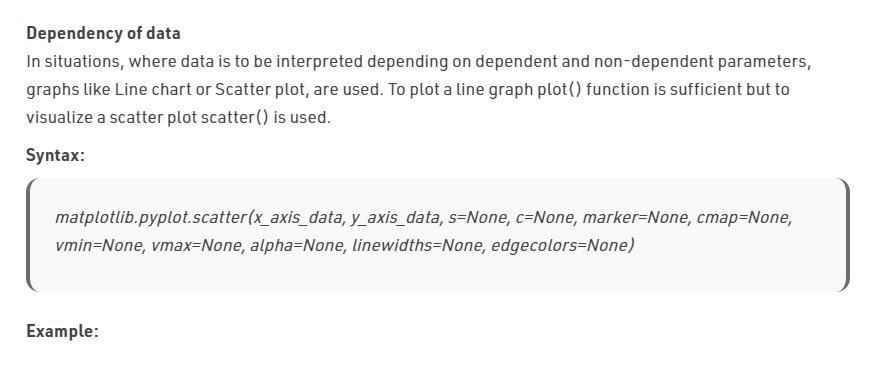 Dependency of data
In situations, where data is to be interpreted depending on dependent and non-dependent parameters,
graphs like Line chart or Scatter plot, are used. To plot a line graph plot() function is sufficient but to
visualize a scatter plot scatter() is used.
Syntax:
matplotlib.pyplot.scatter(x_axis_data, y_axis_data, s=None, c=None, marker=None, cmap=None,
vmin=None, vmax=None, alpha=None, linewidths=None, edgecolors=None)
Example: